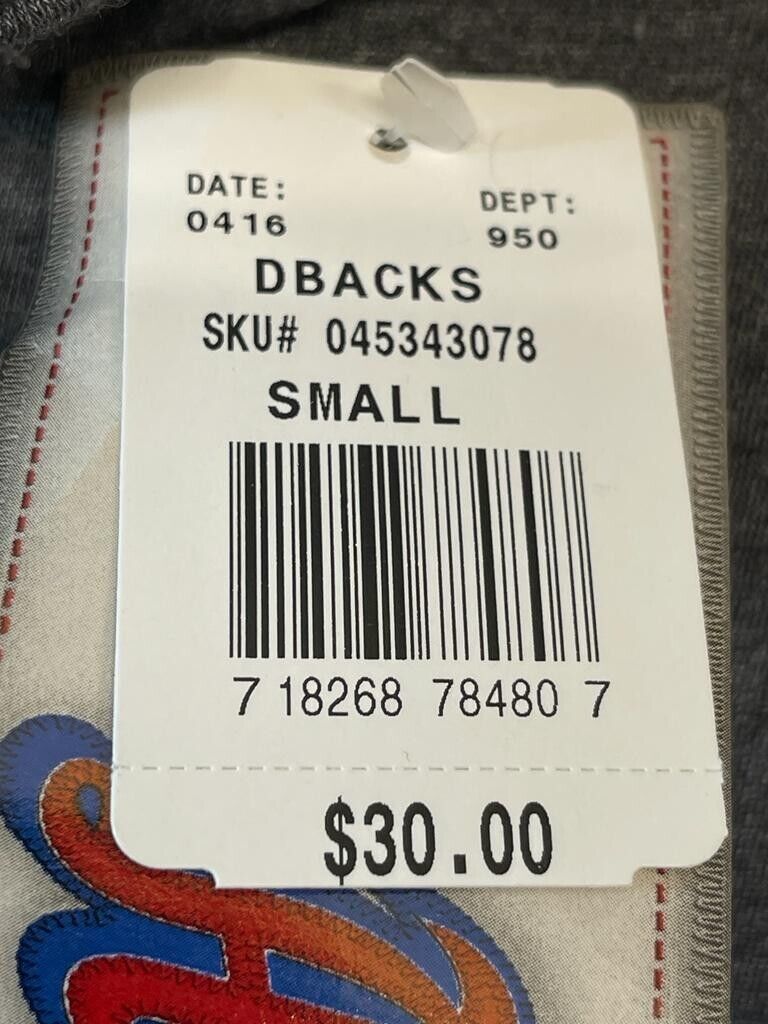 DATE: DEPT:
0416 950
DBACKS
SKU# 045343078
SMALL
7 18268 78480 7
$30.00